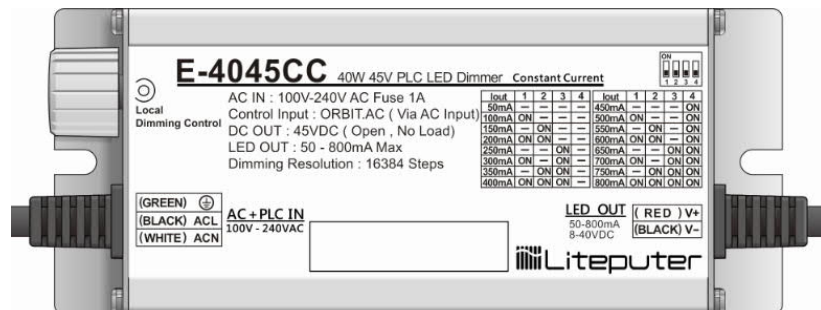 E-4045CC 40W 45V PLC LED Dimmer Constant Current
ON
1 2 3 4
Local
Dimming Control
AC IN : 100V-240V AC Fuse 1A
Control Input : ORBIT.AC ( Via AC Input)
DC OUT : 45VDC ( Open , No Load)
LED OUT : 50 - 800mA Max
Dimming Resolution : 16384 Steps
Iout 1 2 3 4 Iout 1 2 3 4
50mA — — — — 450mA — — — ON
100mA ON — — — 500mA ON — — ON
150mA — ON — — 550mA — ON — ON
200mA ON ON — — 600mA ON ON — ON
250mA — — ON — 650mA — — ON ON
300mA ON — ON — 700mA ON — ON ON
350mA — ON ON — 750mA — ON ON ON
400mA ON ON ON — 800mA ON ON ON ON
(GREEN)
(BLACK) ACL
(WHITE) ACN
AC+PLC IN
100V - 240VAC
LED OUT
50-800mA
8-40VDC
( RED ) V+
(BLACK) V-
Liteputer